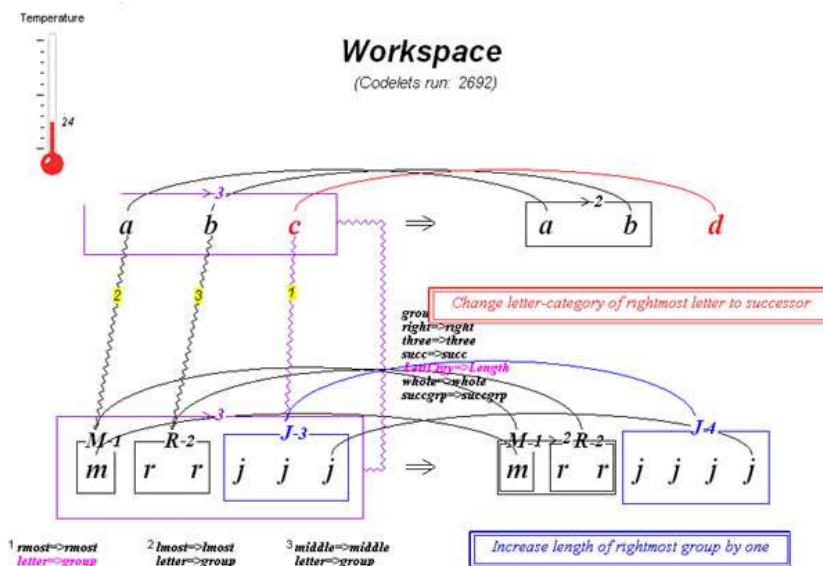 Temperature
Workspace
(Codelets run: 2692)
24
3
2
a b c ⇒ a b d
2 3 1
Change letter-category of rightmost letter to successor
right=>right
three=>three
succ=>succ
whole=>whole
succgrp=>succgrp
3
M-1 R-2 J-3 M-1 2 R-2 J-4
m r r j j j ⇒ m r r j j j j
1 rmost=>rmost 2 lmost=>lmost 3 middle=>middle
letter=>group letter=>group letter=>group
Increase length of rightmost group by one